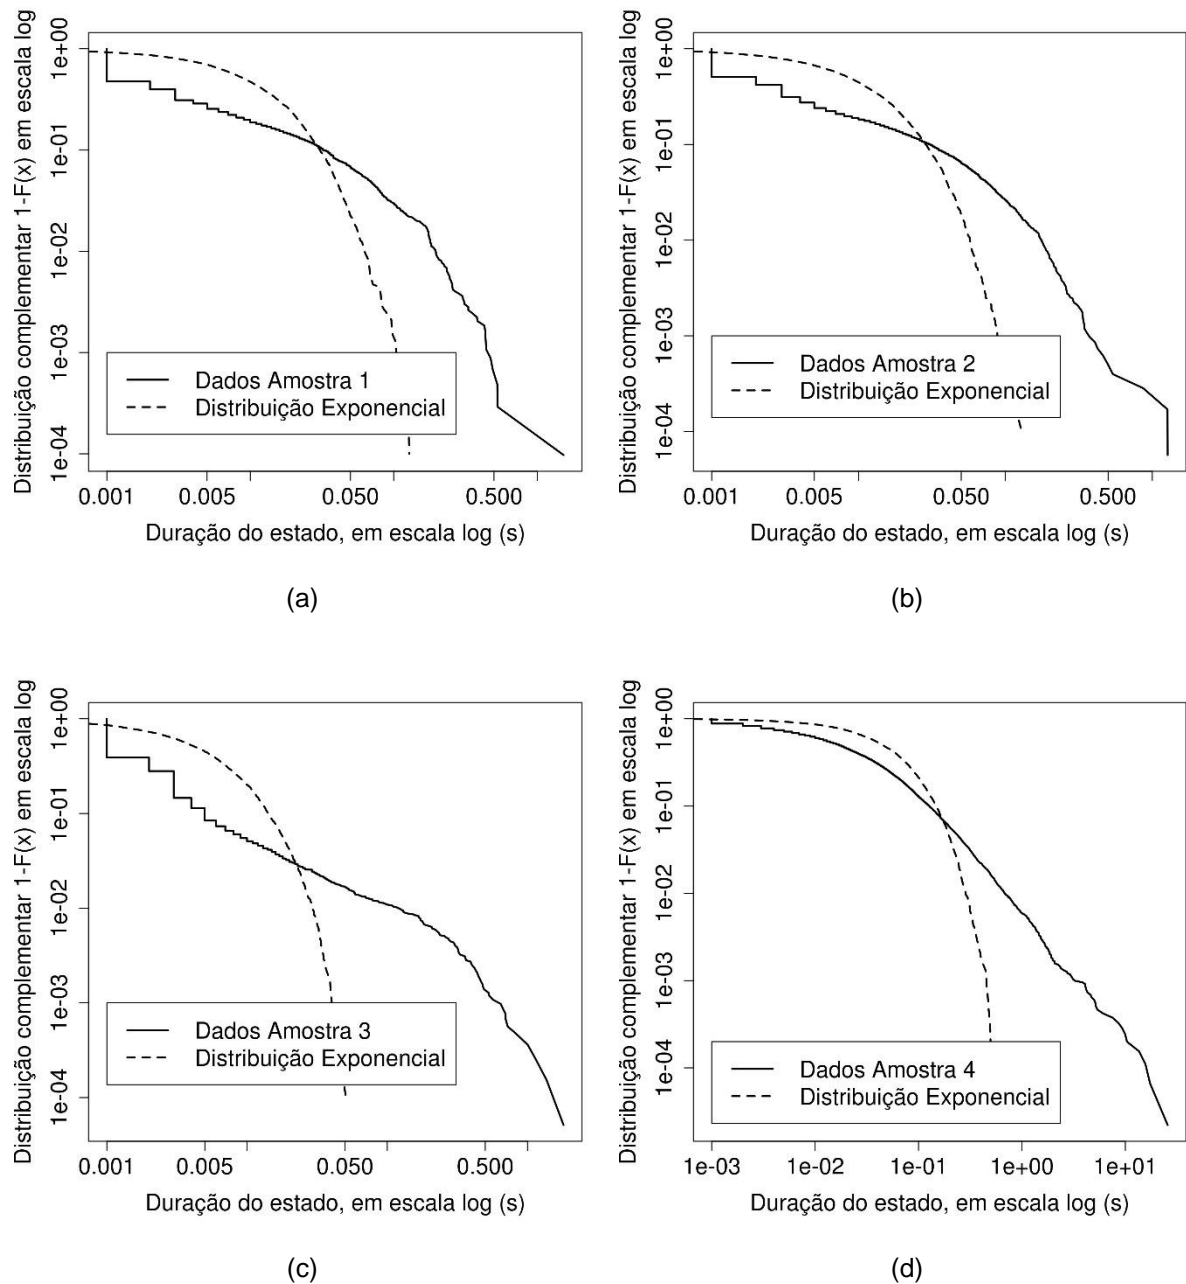 Distribuição complementar 1-F(x) em escala log
1e+00
1e-01
1e-02
1e-03
1e-04
Dados Amostra 1
Distribuição Exponencial
0.001 0.005 0.050 0.500
Duração do estado, em escala log (s)
(a)
Distribuição complementar 1-F(x) em escala log
1e+00
1e-01
1e-02
1e-03
1e-04
Dados Amostra 2
Distribuição Exponencial
0.001 0.005 0.050 0.500
Duração do estado, em escala log (s)
(b)
Distribuição complementar 1-F(x) em escala log
1e+00
1e-01
1e-02
1e-03
1e-04
Dados Amostra 3
Distribuição Exponencial
0.001 0.005 0.050 0.500
Duração do estado, em escala log (s)
(c)
Distribuição complementar 1-F(x) em escala log
1e+00
1e-01
1e-02
1e-03
1e-04
Dados Amostra 4
Distribuição Exponencial
1e-03 1e-02 1e-01 1e+00 1e+01
Duração do estado, em escala log (s)
(d)